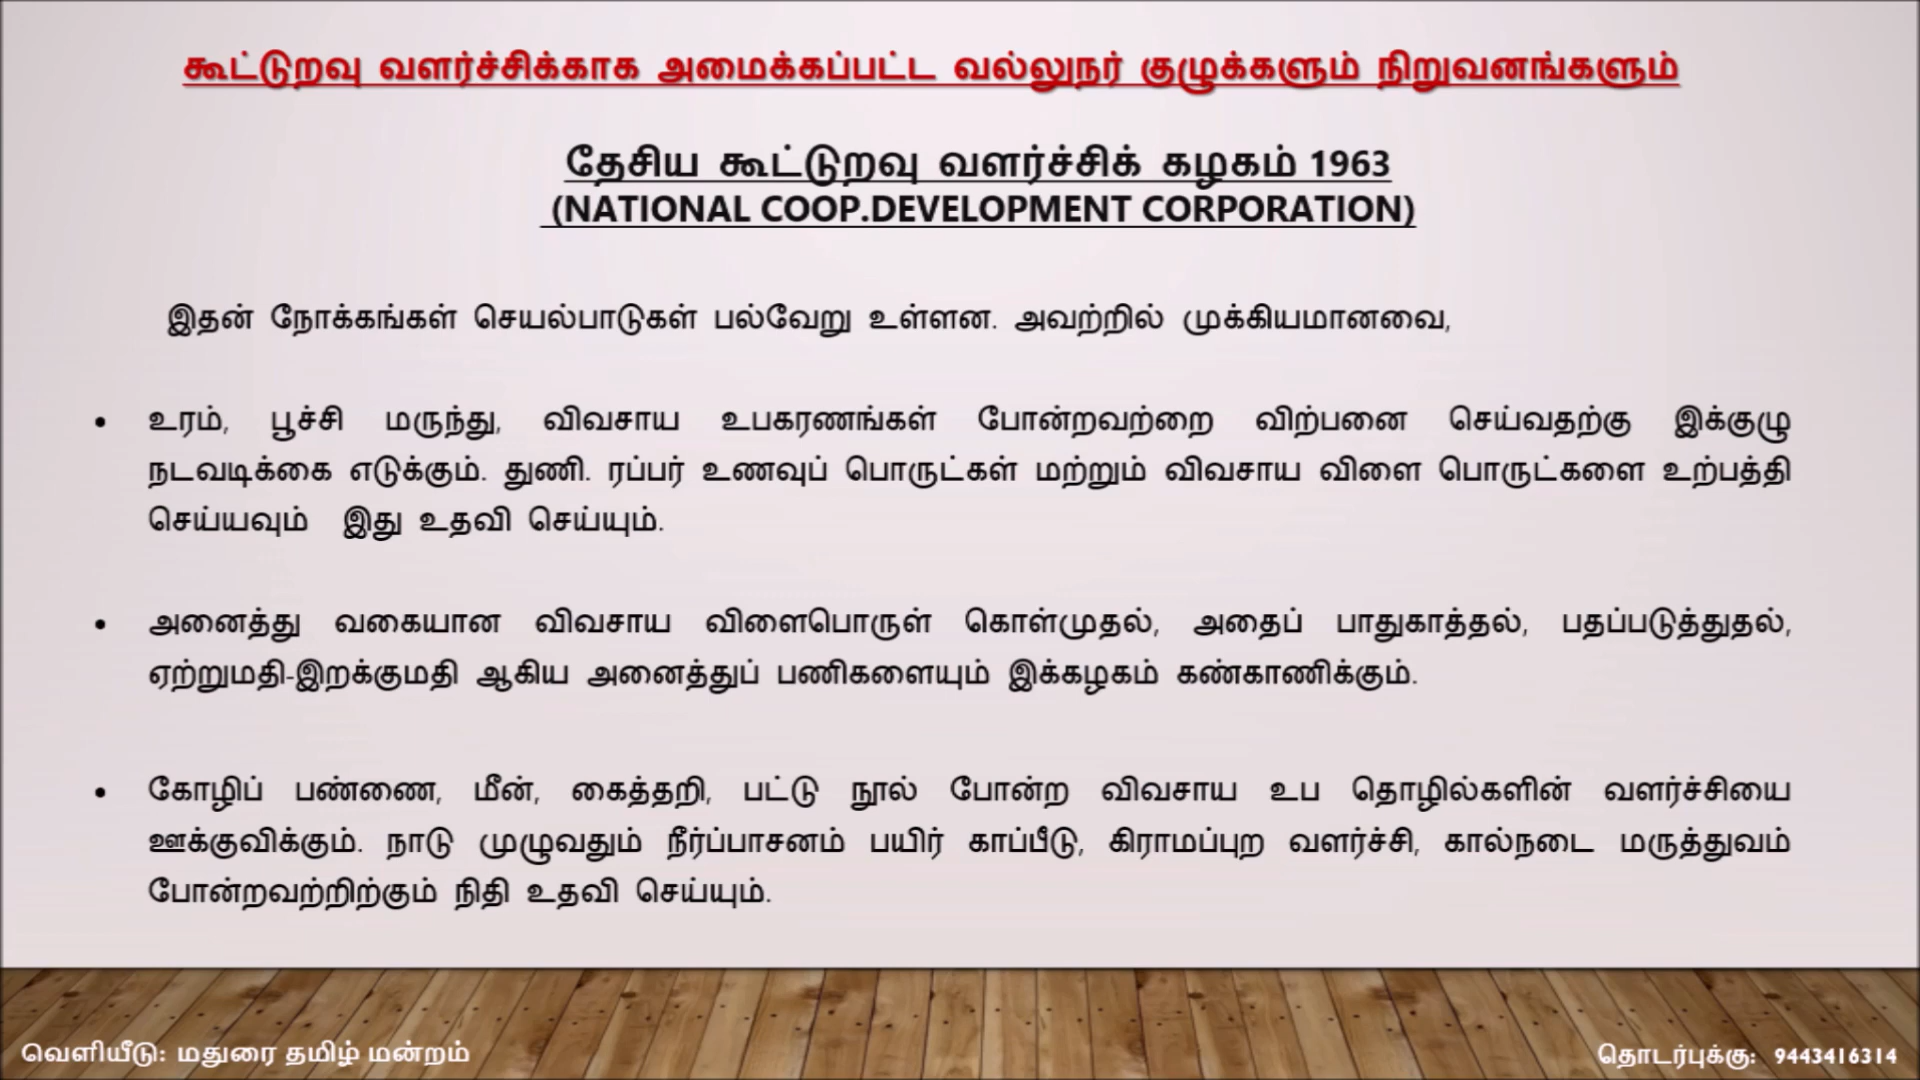 கூட்டுறவு வளர்ச்சிக்காக அமைக்கப்பட்ட வல்லுநர் குழுக்களும் நிறுவனங்களும்
தேசிய கூட்டுறவு வளர்ச்சிக் கழகம் 1963
(NATIONAL COOP.DEVELOPMENT CORPORATION)
இதன் நோக்கங்கள் செயல்பாடுகள் பல்வேறு உள்ளன. அவற்றில் முக்கியமானவை,
• உரம், பூச்சி மருந்து, விவசாய உபகரணங்கள் போன்றவற்றை விற்பனை செய்வதற்கு இக்குழு
நடவடிக்கை எடுக்கும். துணி. ரப்பர் உணவுப் பொருட்கள் மற்றும் விவசாய விளை பொருட்களை உற்பத்தி
செய்யவும் இது உதவி செய்யும்.
• அனைத்து வகையான விவசாய விளைபொருள் கொள்முதல், அதைப் பாதுகாத்தல், பதப்படுத்துதல்,
ஏற்றுமதி-இறக்குமதி ஆகிய அனைத்துப் பணிகளையும் இக்கழகம் கண்காணிக்கும்.
• கோழிப் பண்ணை, மீன், கைத்தறி, பட்டு நூல் போன்ற விவசாய உப தொழில்களின் வளர்ச்சியை
ஊக்குவிக்கும். நாடு முழுவதும் நீர்ப்பாசனம் பயிர் காப்பீடு, கிராமப்புற வளர்ச்சி, கால்நடை மருத்துவம்
போன்றவற்றிற்கும் நிதி உதவி செய்யும்.
வெளியீடு: மதுரை தமிழ் மன்றம்
தொடர்புக்கு: 9443416314